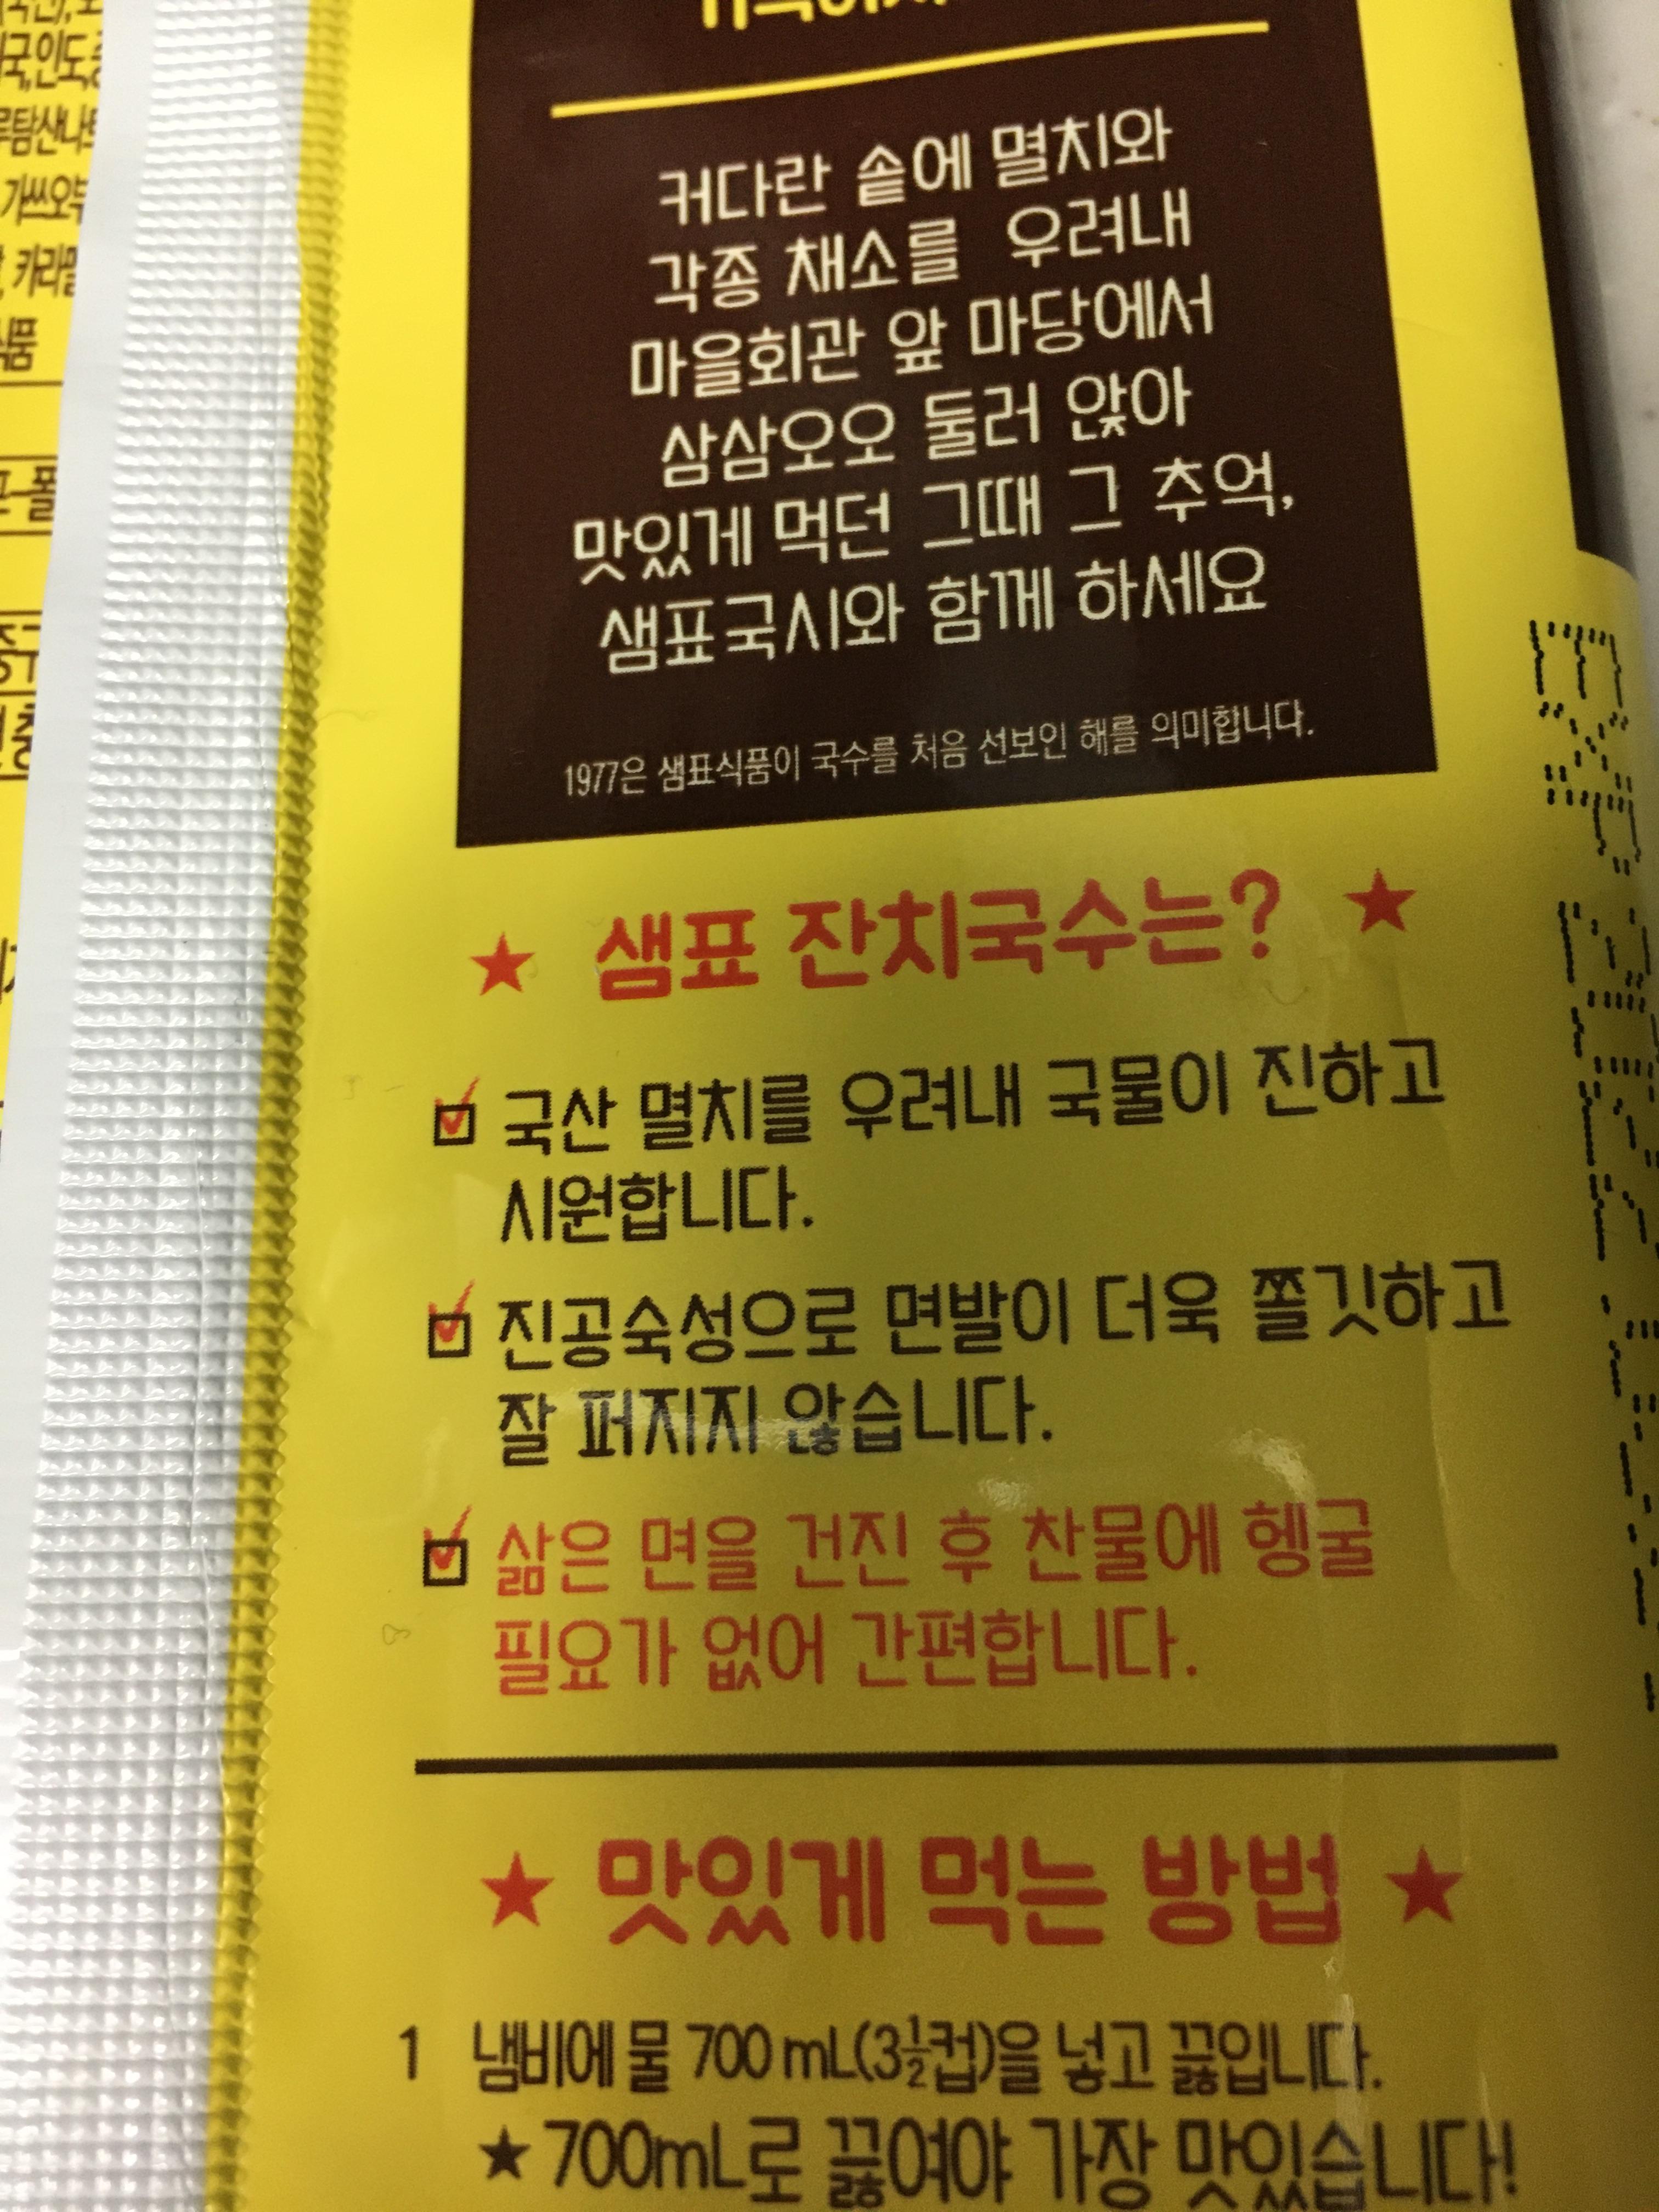 커다란 솥에 멸치와
각종 채소를 우려내
마을회관 앞 마당에서
삼삼오오 둘러 앉아
맛있게 먹던 그때 그 추억,
샘표국시와 함께 하세요
1977은 샘표식품이 국수를 처음 선보인 해를 의미합니다.
★ 샘표 잔치국수는? ★
국산 멸치를 우려내 국물이 진하고
시원합니다.
진공숙성으로 면발이 더욱 쫄깃하고
잘 퍼지지 않습니다.
삶은 면을 건진 후 찬물에 헹굴
필요가 없어 간편합니다.
★ 맛있게 먹는 방법 ★
1 냄비에 물 700 mL(3½컵)을 넣고 끓입니다.
★ 700mL로 끓여야 가장 맛있습니다!